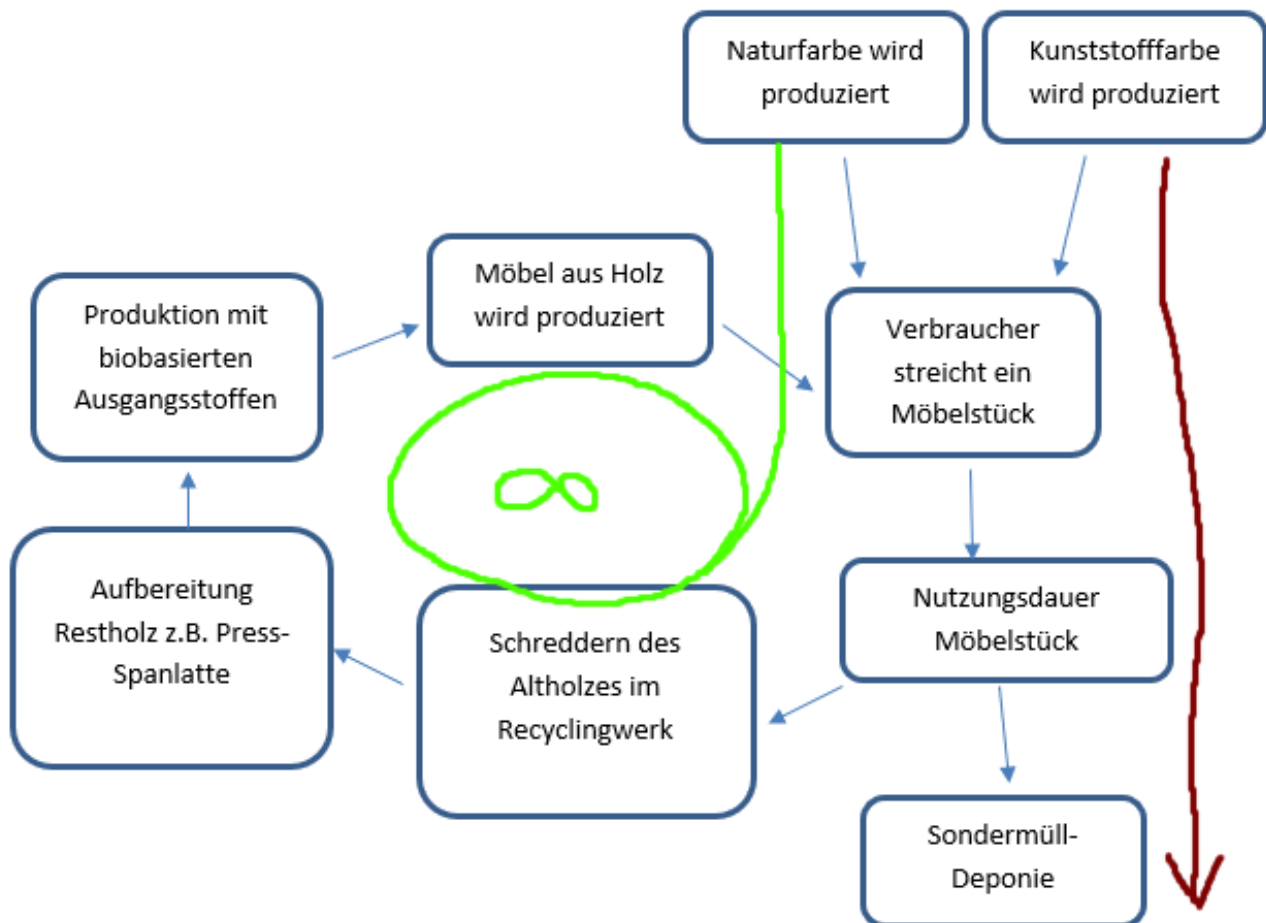 Naturfarbe wird
produziert
Kunststofffarbe
wird produziert
Möbel aus Holz
wird produziert
Produktion mit
biobasierten
Ausgangsstoffen
Verbraucher
streicht ein
Möbelstück
Aufbereitung
Restholz z.B. Press-
Spanlatte
Schreddern des
Altholzes im
Recyclingwerk
Nutzungsdauer
Möbelstück
Sondermüll-
Deponie